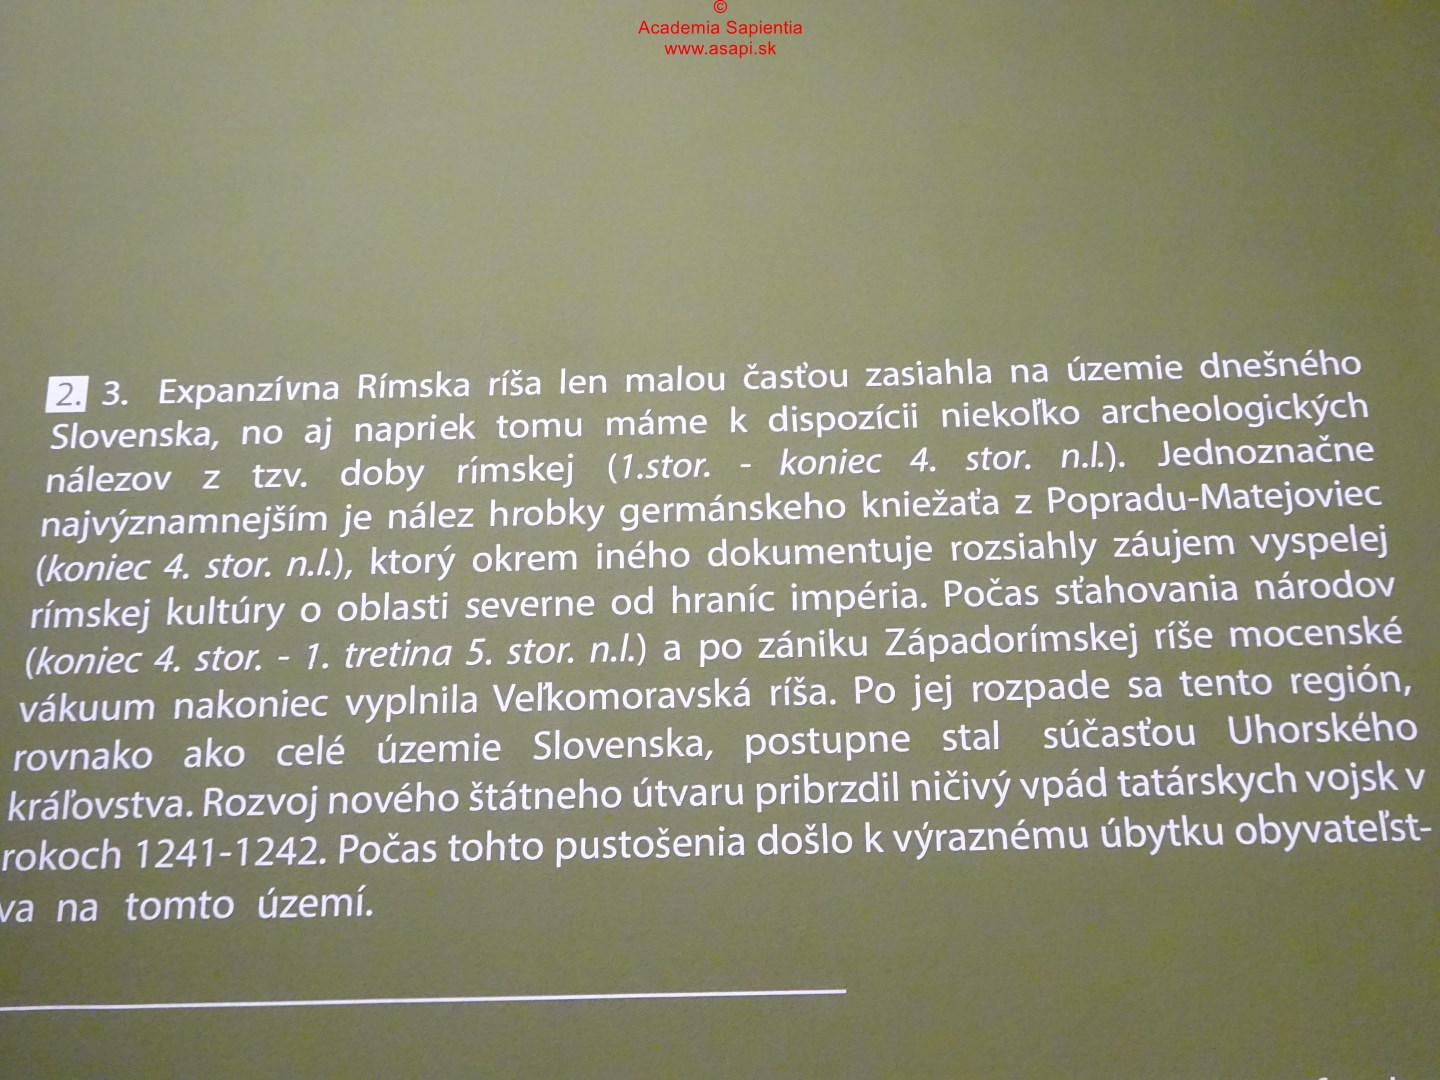 ©
Academia Sapientia
www.asapi.sk
2. 3. Expanzívna Rímska ríša len malou časťou zasiahla na územie dnešného
Slovenska, no aj napriek tomu máme k dispozícii niekoľko archeologických
nálezov z tzv. doby rímskej (1.stor. - koniec 4. stor. n.l.). Jednoznačne
najvýznamnejším je nález hrobky germánskeho kniežaťa z Popradu-Matejoviec
(koniec 4. stor. n.l.), ktorý okrem iného dokumentuje rozsiahly záujem vyspelej
rímskej kultúry o oblasti severne od hraníc impéria. Počas sťahovania národov
(koniec 4. stor. - 1. tretina 5. stor. n.l.) a po zániku Západorímskej ríše mocenské
vákuum nakoniec vyplnila Veľkomoravská ríša. Po jej rozpade sa tento región,
rovnako ako celé územie Slovenska, postupne stal súčasťou Uhorského
kráľovstva. Rozvoj nového štátneho útvaru pribrzdil ničivý vpád tatárskych vojsk v
rokoch 1241-1242. Počas tohto pustošenia došlo k výraznému úbytku obyvateľst-
va na tomto území.